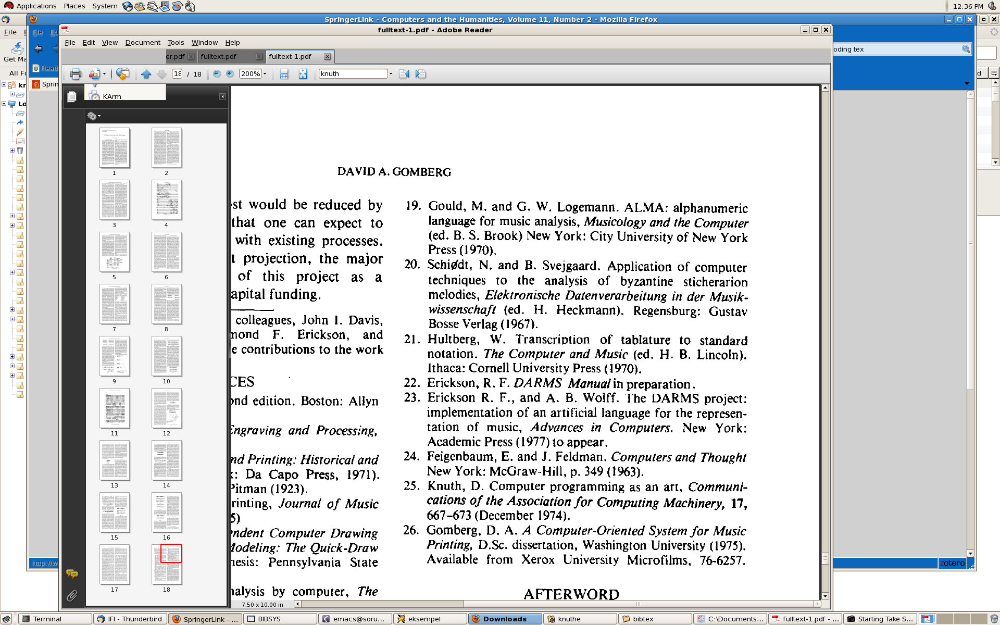 Applications Places System 12:36 PM
SpringerLink - Computers and the Humanities, Volume 11, Number 2 - Mozilla Firefox
fulltext-1.pdf - Adobe Reader
File
File
File Edit View Document Tools Window Help
Get Ma
oding tex
er.pdf fulltext.pdf fulltext-1.pdf
Read
All Fo
18 / 18 200% knuth
d
Sprin
kr
KArm
Lo
1 2
3 4
5 6
7 8
9 10
11 12
13 14
15 16
17 18
DAVID A. GOMBERG
st would be reduced by
that one can expect to
with existing processes.
t projection, the major
of this project as a
apital funding.
colleagues, John I. Davis,
mond F. Erickson, and
e contributions to the work
CES
ond edition. Boston: Allyn
Engraving and Processing,
nd Printing: Historical and
: Da Capo Press, 1971).
Pitman (1923).
rinting, Journal of Music
5)
ndent Computer Drawing
Modeling: The Quick-Draw
hesis: Pennsylvania State
nalysis by computer, The
19. Gould, M. and G. W. Logemann. ALMA: alphanumeric
language for music analysis, Musicology and the Computer
(ed. B. S. Brook) New York: City University of New York
Press (1970).
20. Schiødt, N. and B. Svejgaard. Application of computer
techniques to the analysis of byzantine sticherarion
melodies, Elektronische Datenverarbeitung in der Musik-
wissenschaft (ed. H. Heckmann). Regensburg: Gustav
Bosse Verlag (1967).
21. Hultberg, W. Transcription of tablature to standard
notation. The Computer and Music (ed. H. B. Lincoln).
Ithaca: Cornell University Press (1970).
22. Erickson, R. F. DARMS Manual in preparation.
23. Erickson R. F., and A. B. Wolff. The DARMS project:
implementation of an artificial language for the represen-
tation of music, Advances in Computers. New York:
Academic Press (1977) to appear.
24. Feigenbaum, E. and J. Feldman. Computers and Thought
New York: McGraw-Hill, p. 349 (1963).
25. Knuth, D. Computer programming as an art, Communi-
cations of the Association for Computing Machinery, 17,
667–673 (December 1974).
26. Gomberg, D. A. A Computer-Oriented System for Music
Printing, D.Sc. dissertation, Washington University (1975).
Available from Xerox University Microfilms, 76-6257.
AFTERWORD
7.50 x 10.00 in
http://w
zotero
Terminal IFI - Thunderbird SpringerLink - ... BIBSYS emacs@soru... eksempel Downloads knuthe bibtex C:\Documents... fulltext-1.pdf - ... Starting Take S...